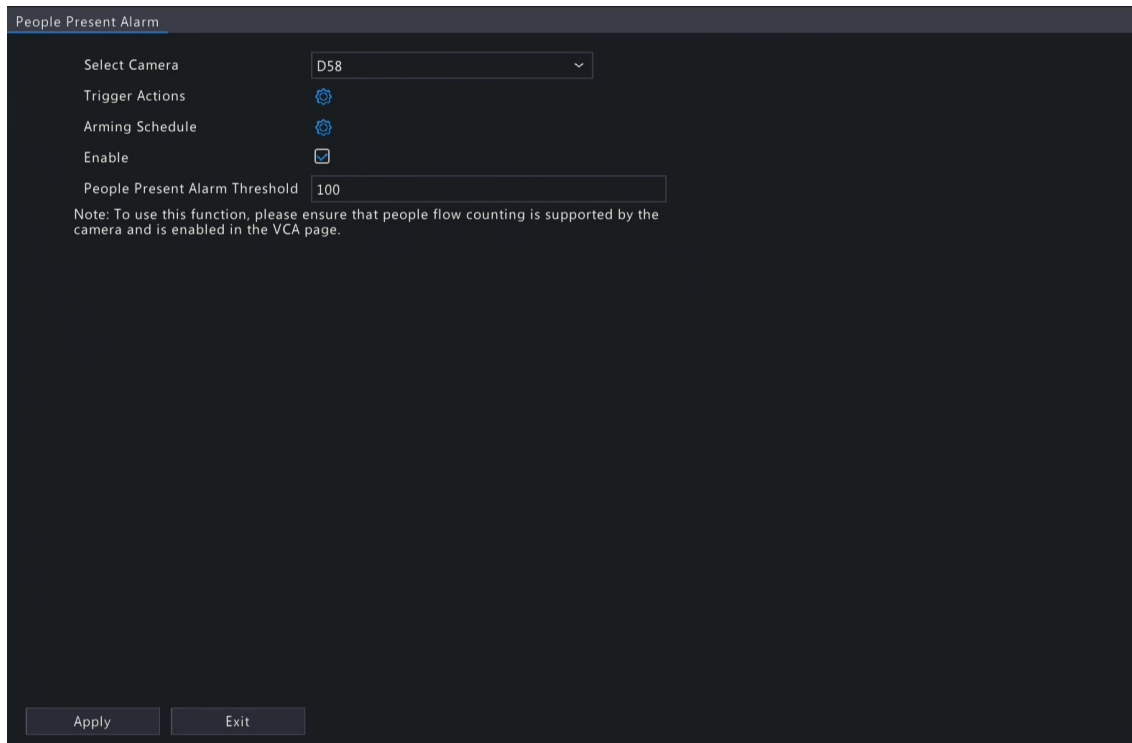 People Present Alarm
Select Camera D58
Trigger Actions
Arming Schedule
Enable
People Present Alarm Threshold 100
Note: To use this function, please ensure that people flow counting is supported by the
camera and is enabled in the VCA page.
Apply Exit